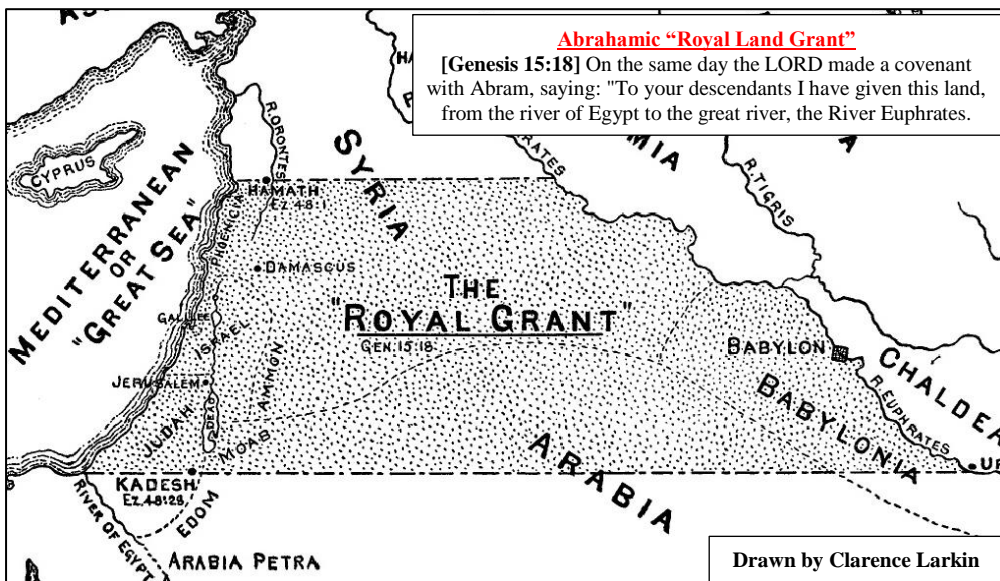 Abrahamic “Royal Land Grant”
[Genesis 15:18] On the same day the LORD made a covenant
with Abram, saying: "To your descendants I have given this land,
from the river of Egypt to the great river, the River Euphrates.
CYPRUS
MEDITERRANEAN
OR
"GREAT SEA"
R. ORONTES
SYRIA
RATES
MIA
R. TIGRIS
A
HAMATH
EZ. 48:1
PHOENICIA
DAMASCUS
THE
"ROYAL GRANT"
GEN. 15:18
GALILEE
ISRAEL
AMMON
JERUSALEM
JUDAH
DEAD
MOAB
BABYLON
CHALDEA
R. EUPHRATES
BABYLONIA
UR
ARABIA
KADESH
EZ. 48:28
EDOM
RIVER OF EGYPT
ARABIA PETRA
Drawn by Clarence Larkin